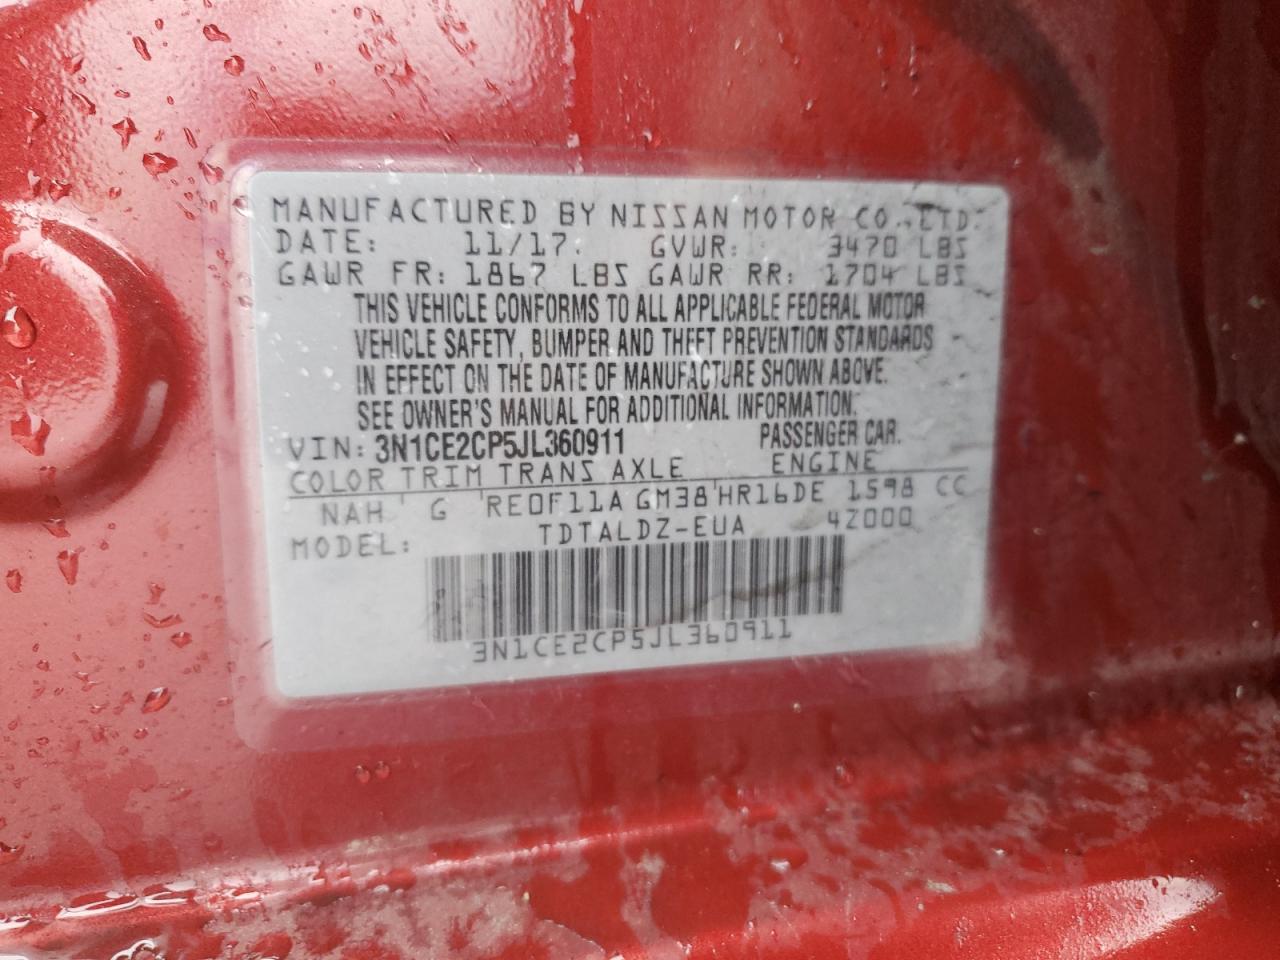 MANUFACTURED BY NISSAN MOTOR CO.,LTD.
DATE: 11/17. GVWR: 3470 LBS
GAWR FR: 1867 LBS GAWR RR: 1704 LBS
THIS VEHICLE CONFORMS TO ALL APPLICABLE FEDERAL MOTOR
VEHICLE SAFETY, BUMPER AND THEFT PREVENTION STANDARDS
IN EFFECT ON THE DATE OF MANUFACTURE SHOWN ABOVE.
SEE OWNER'S MANUAL FOR ADDITIONAL INFORMATION.
VIN: 3N1CE2CP5JL360911 PASSENGER CAR.
COLOR TRIM TRANS AXLE ENGINE
NAH G RE0F11A GM38 HR16DE 1598 CC
MODEL: TDTALDZ-EUA 42000
3N1CE2CP5JL360911